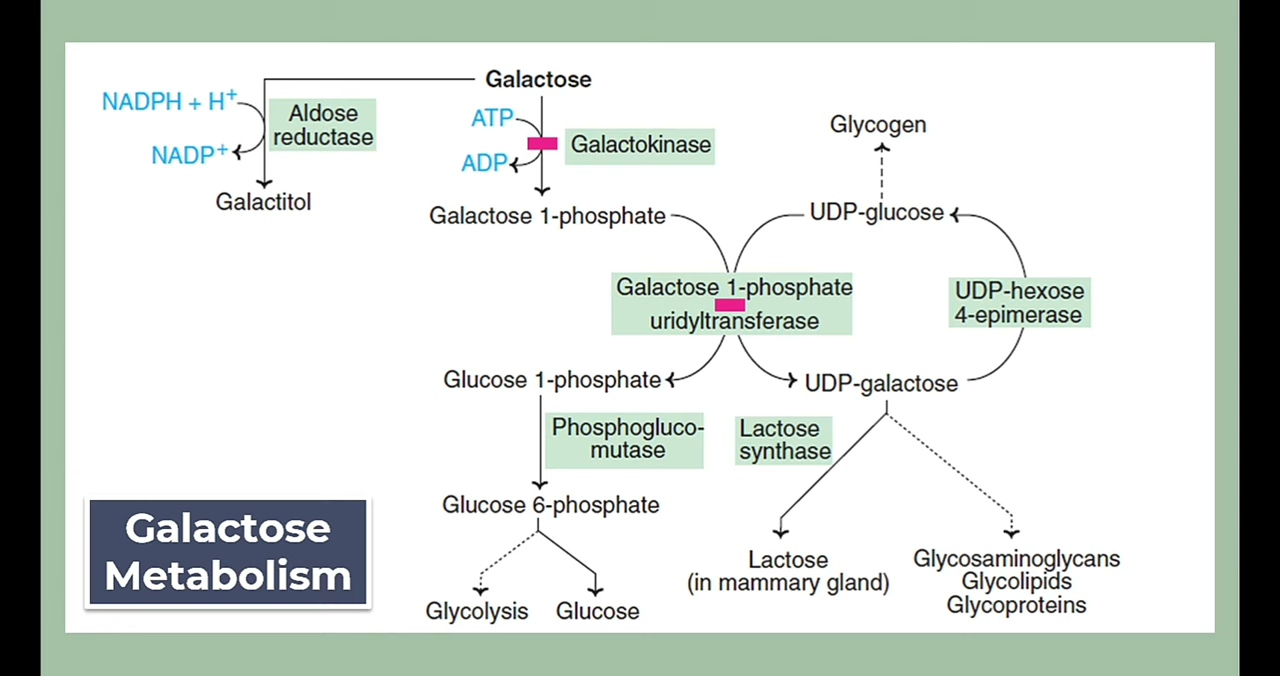 Galactose
NADPH + H⁺
Aldose
reductase
NADP⁺
Galactitol
ATP
Galactokinase
ADP
Galactose 1-phosphate
Glycogen
UDP-glucose
Galactose 1-phosphate
uridyltransferase
UDP-hexose
4-epimerase
Glucose 1-phosphate
UDP-galactose
Phosphogluco-
mutase
Lactose
synthase
Glucose 6-phosphate
Glycolysis
Glucose
Lactose
(in mammary gland)
Glycosaminoglycans
Glycolipids
Glycoproteins
Galactose
Metabolism